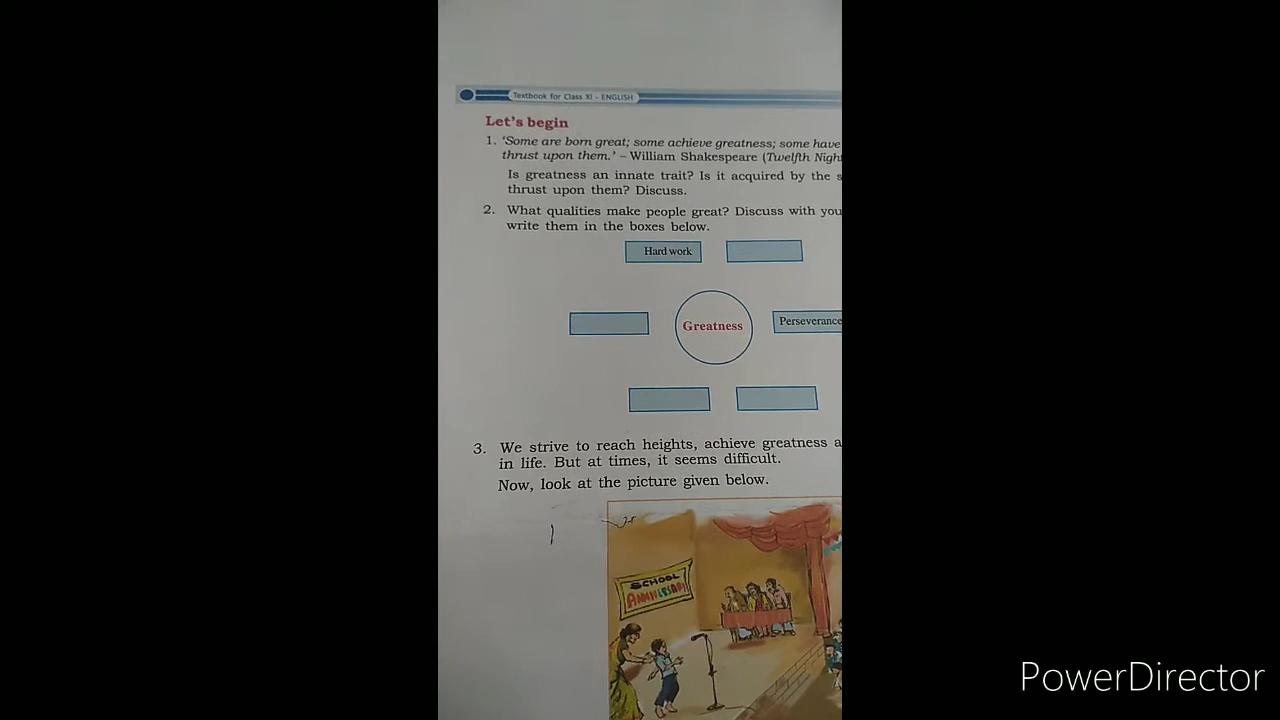 Textbook for Class XI - ENGLISH
Let's begin
1. 'Some are born great; some achieve greatness; some have
thrust upon them.' – William Shakespeare (Twelfth Nigh
Is greatness an innate trait? Is it acquired by the s
thrust upon them? Discuss.
2. What qualities make people great? Discuss with you
write them in the boxes below.
Hard work
Greatness
Perseverance
3. We strive to reach heights, achieve greatness a
in life. But at times, it seems difficult.
Now, look at the picture given below.
SCHOOL
ANNIVERSARY
PowerDirector